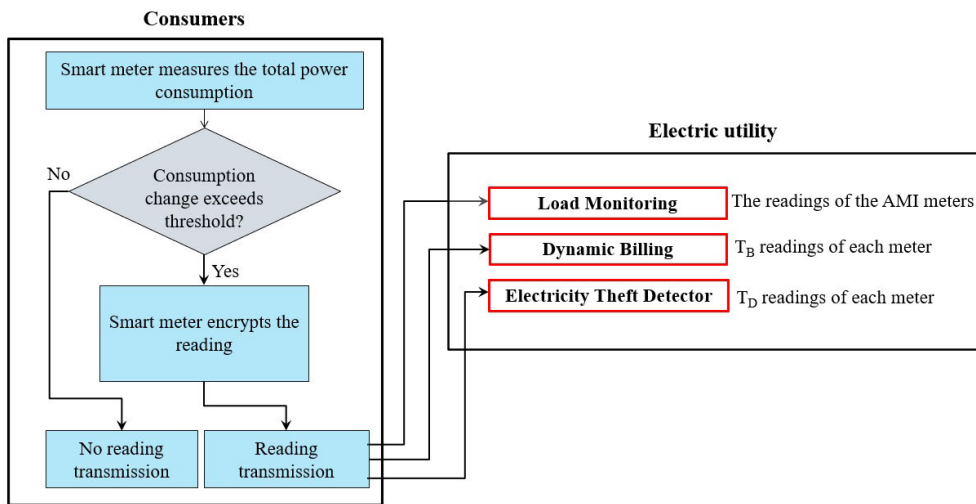 Consumers
Smart meter measures the total power
consumption
No
Consumption
change exceeds
threshold?
Yes
Smart meter encrypts the
reading
No reading
transmission
Reading
transmission
Electric utility
Load Monitoring
The readings of the AMI meters
Dynamic Billing
T_B readings of each meter
Electricity Theft Detector
T_D readings of each meter